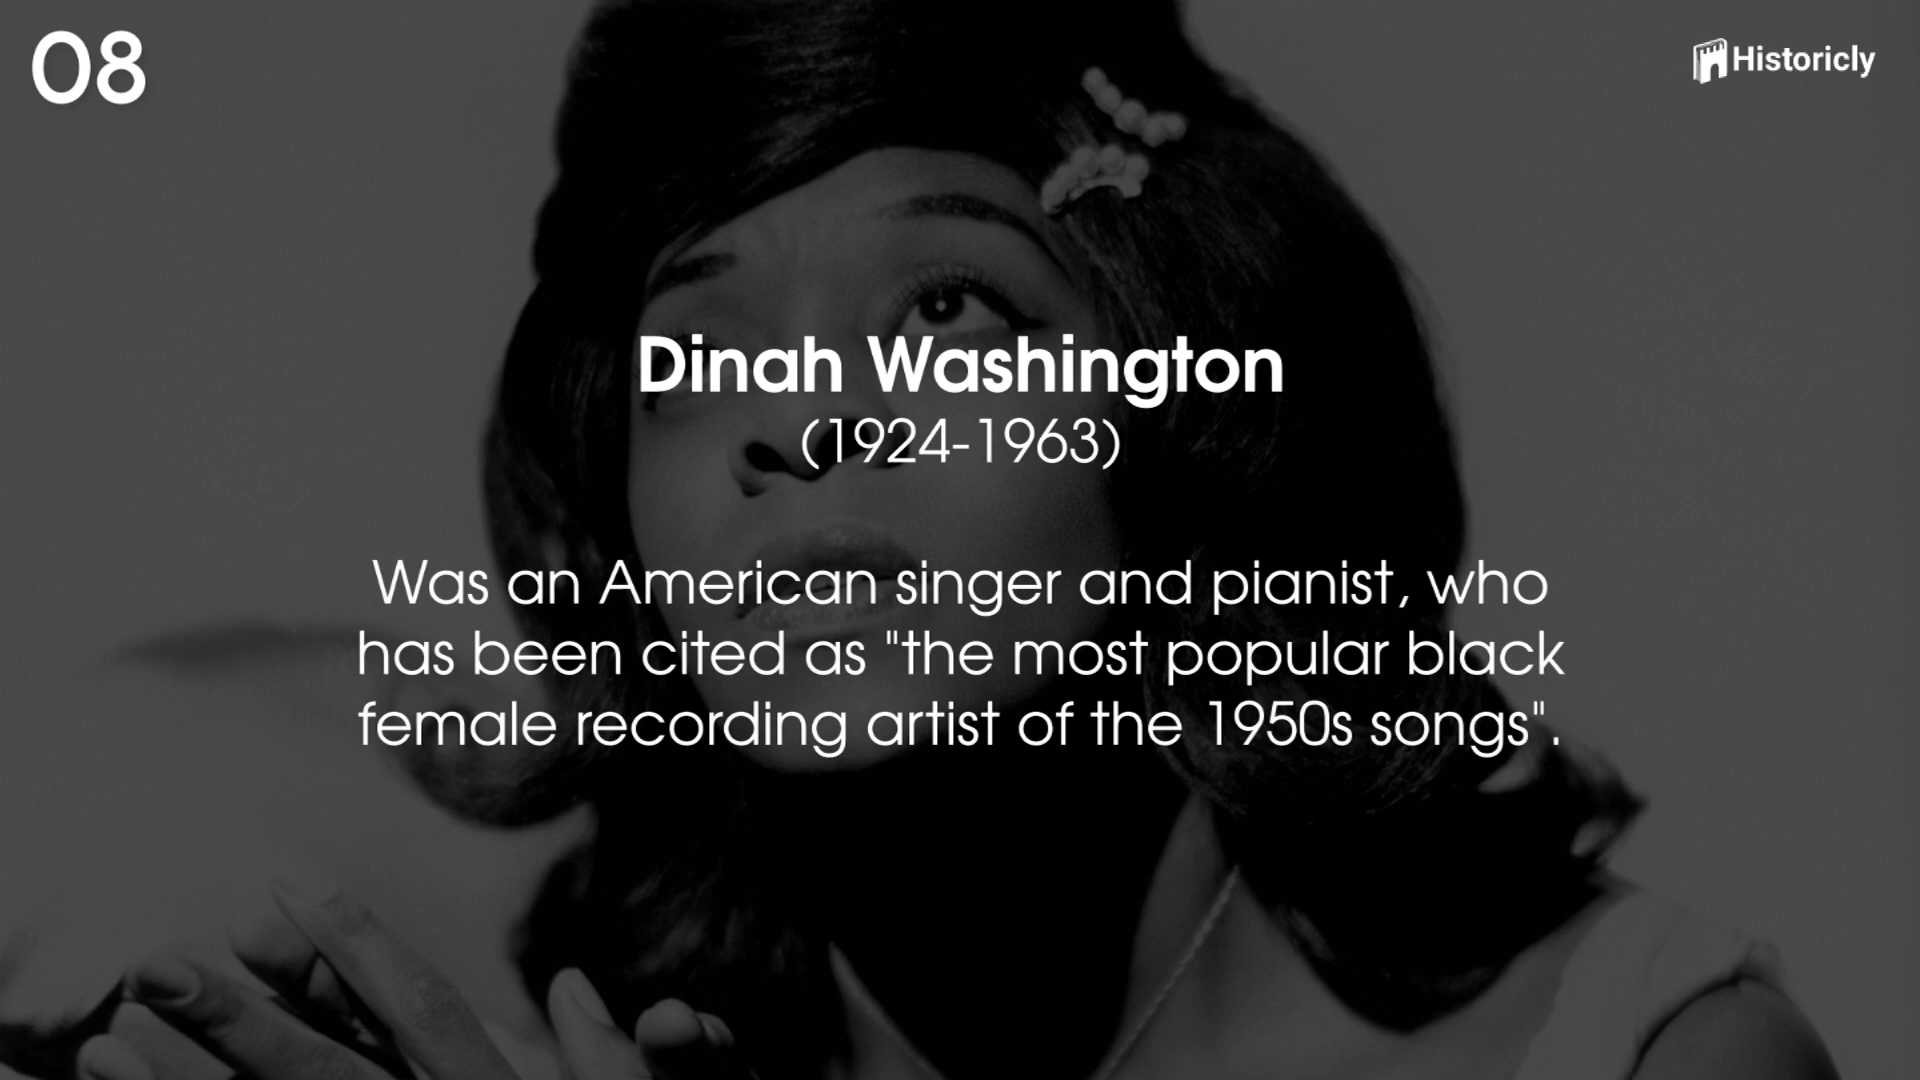 08
Historicly
Dinah Washington
(1924-1963)
Was an American singer and pianist, who
has been cited as "the most popular black
female recording artist of the 1950s songs".